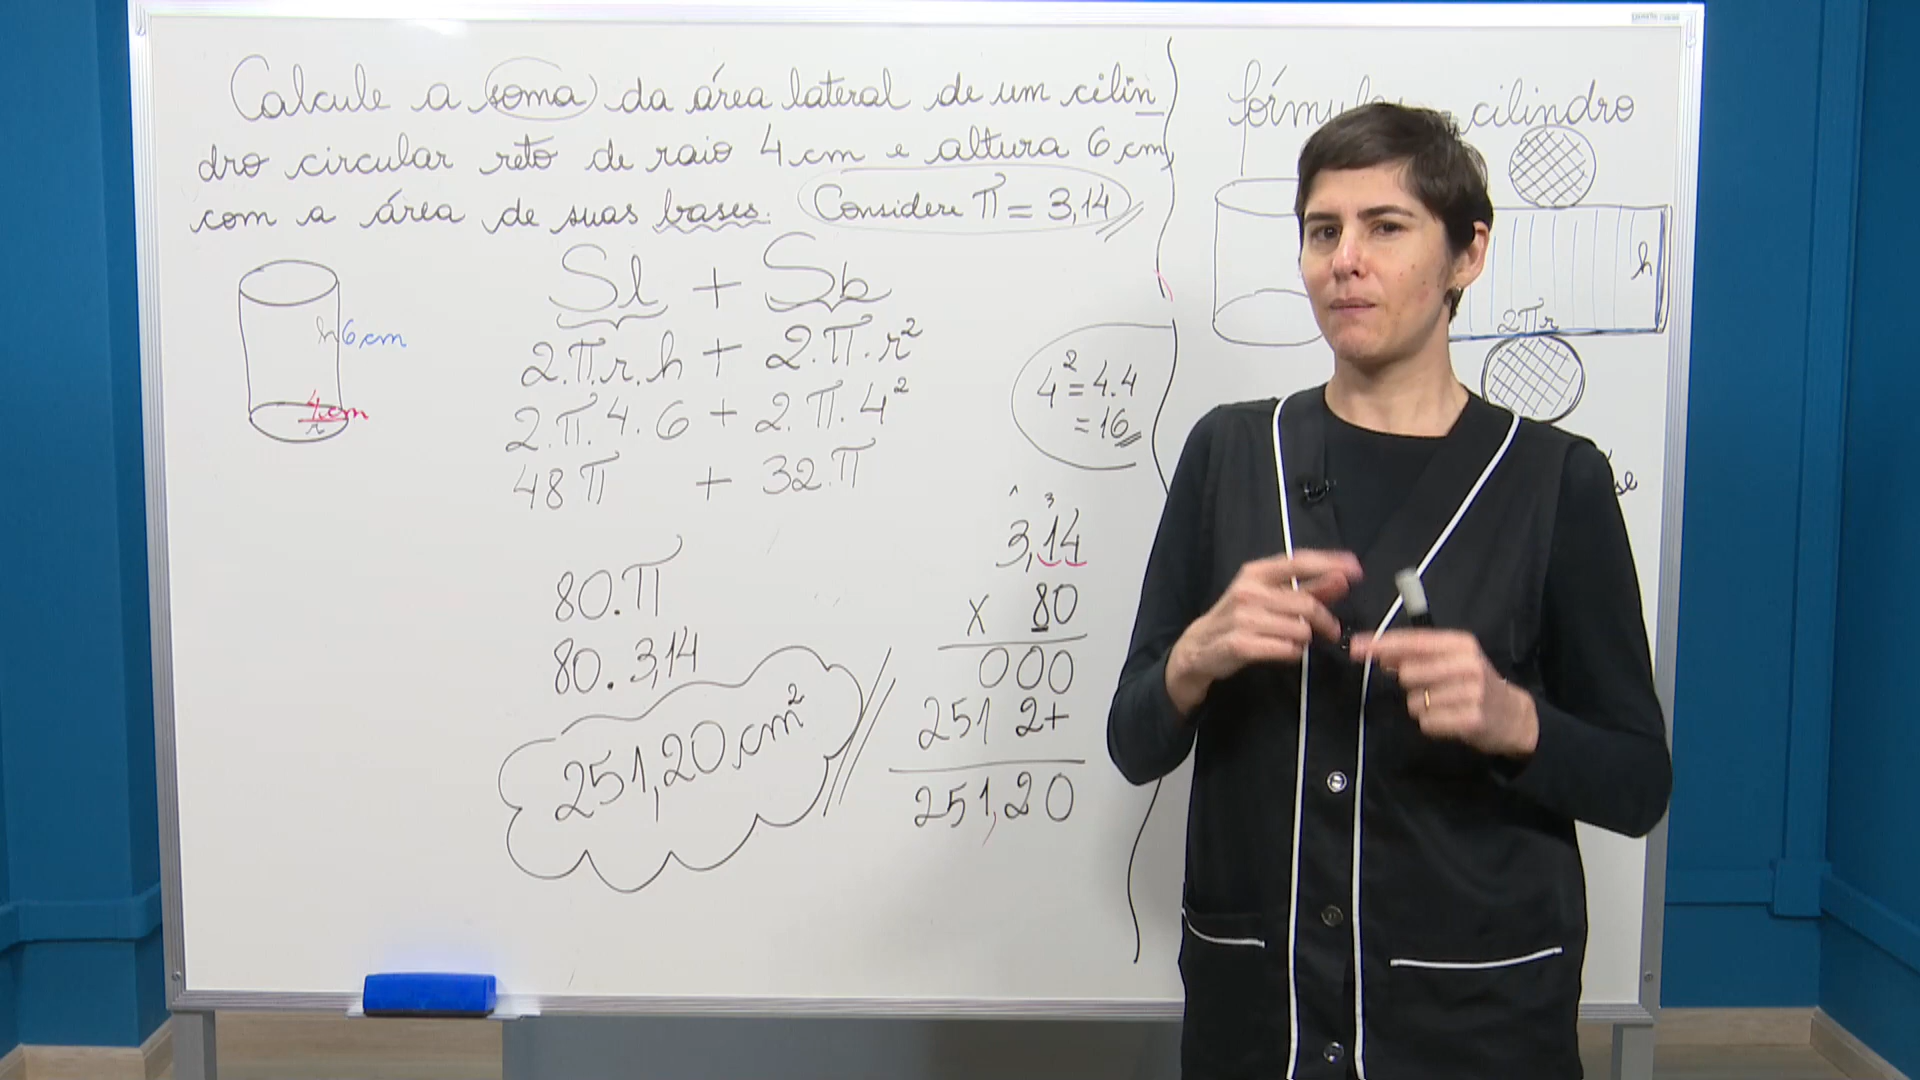 Calcule a soma da área lateral de um cilin
dro circular reto de raio 4 cm e altura 6 cm,
com a área de suas bases. Considere π = 3,14
h 6 cm
4 cm
r
Sl + Sb
2.π.r.h + 2.π.r²
2.π.4.6 + 2.π.4²
48π + 32.π
80.π
80.3,14
251,20 cm²
4² = 4.4
= 16
3
3,14
x 80
000
251 2+
251,20
cilindro
h
2πr